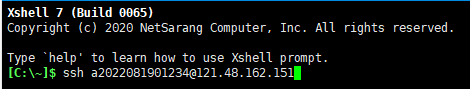 Xshell 7 (Build 0065)
Copyright (c) 2020 NetSarang Computer, Inc. All rights reserved.
Type `help' to learn how to use Xshell prompt.
[C:\~]$ ssh a2022081901234@121.48.162.151